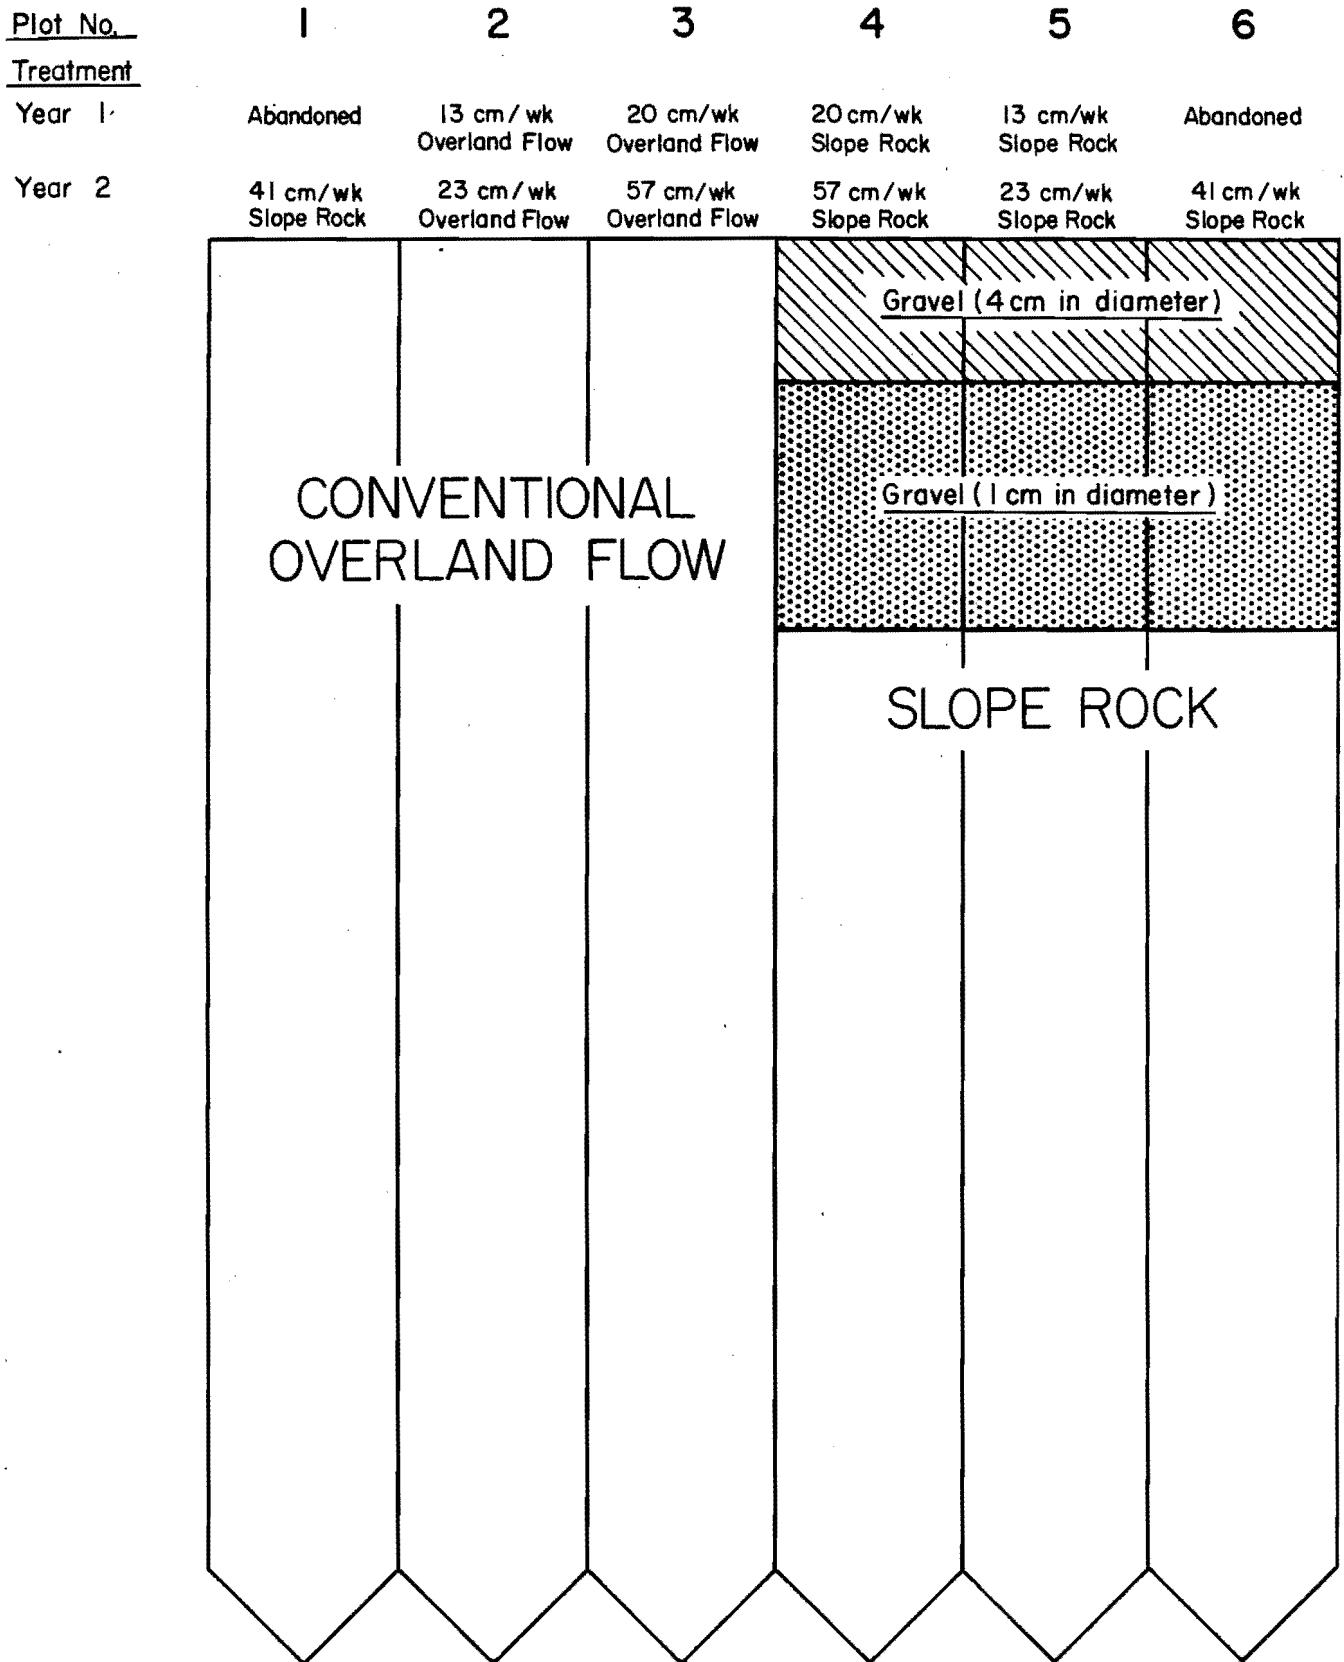 Plot No. 1 2 3 4 5 6
Treatment
Year 1 Abandoned 13 cm/wk 20 cm/wk 20 cm/wk 13 cm/wk Abandoned
Overland Flow Overland Flow Slope Rock Slope Rock
Year 2 41 cm/wk 23 cm/wk 57 cm/wk 57 cm/wk 23 cm/wk 41 cm/wk
Slope Rock Overland Flow Overland Flow Slope Rock Slope Rock Slope Rock
Gravel (4 cm in diameter)
CONVENTIONAL
OVERLAND FLOW
Gravel (1 cm in diameter)
SLOPE ROCK